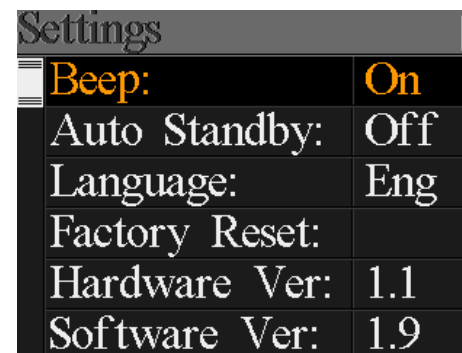 Settings
Beep: On
Auto Standby: Off
Language: Eng
Factory Reset:
Hardware Ver: 1.1
Software Ver: 1.9